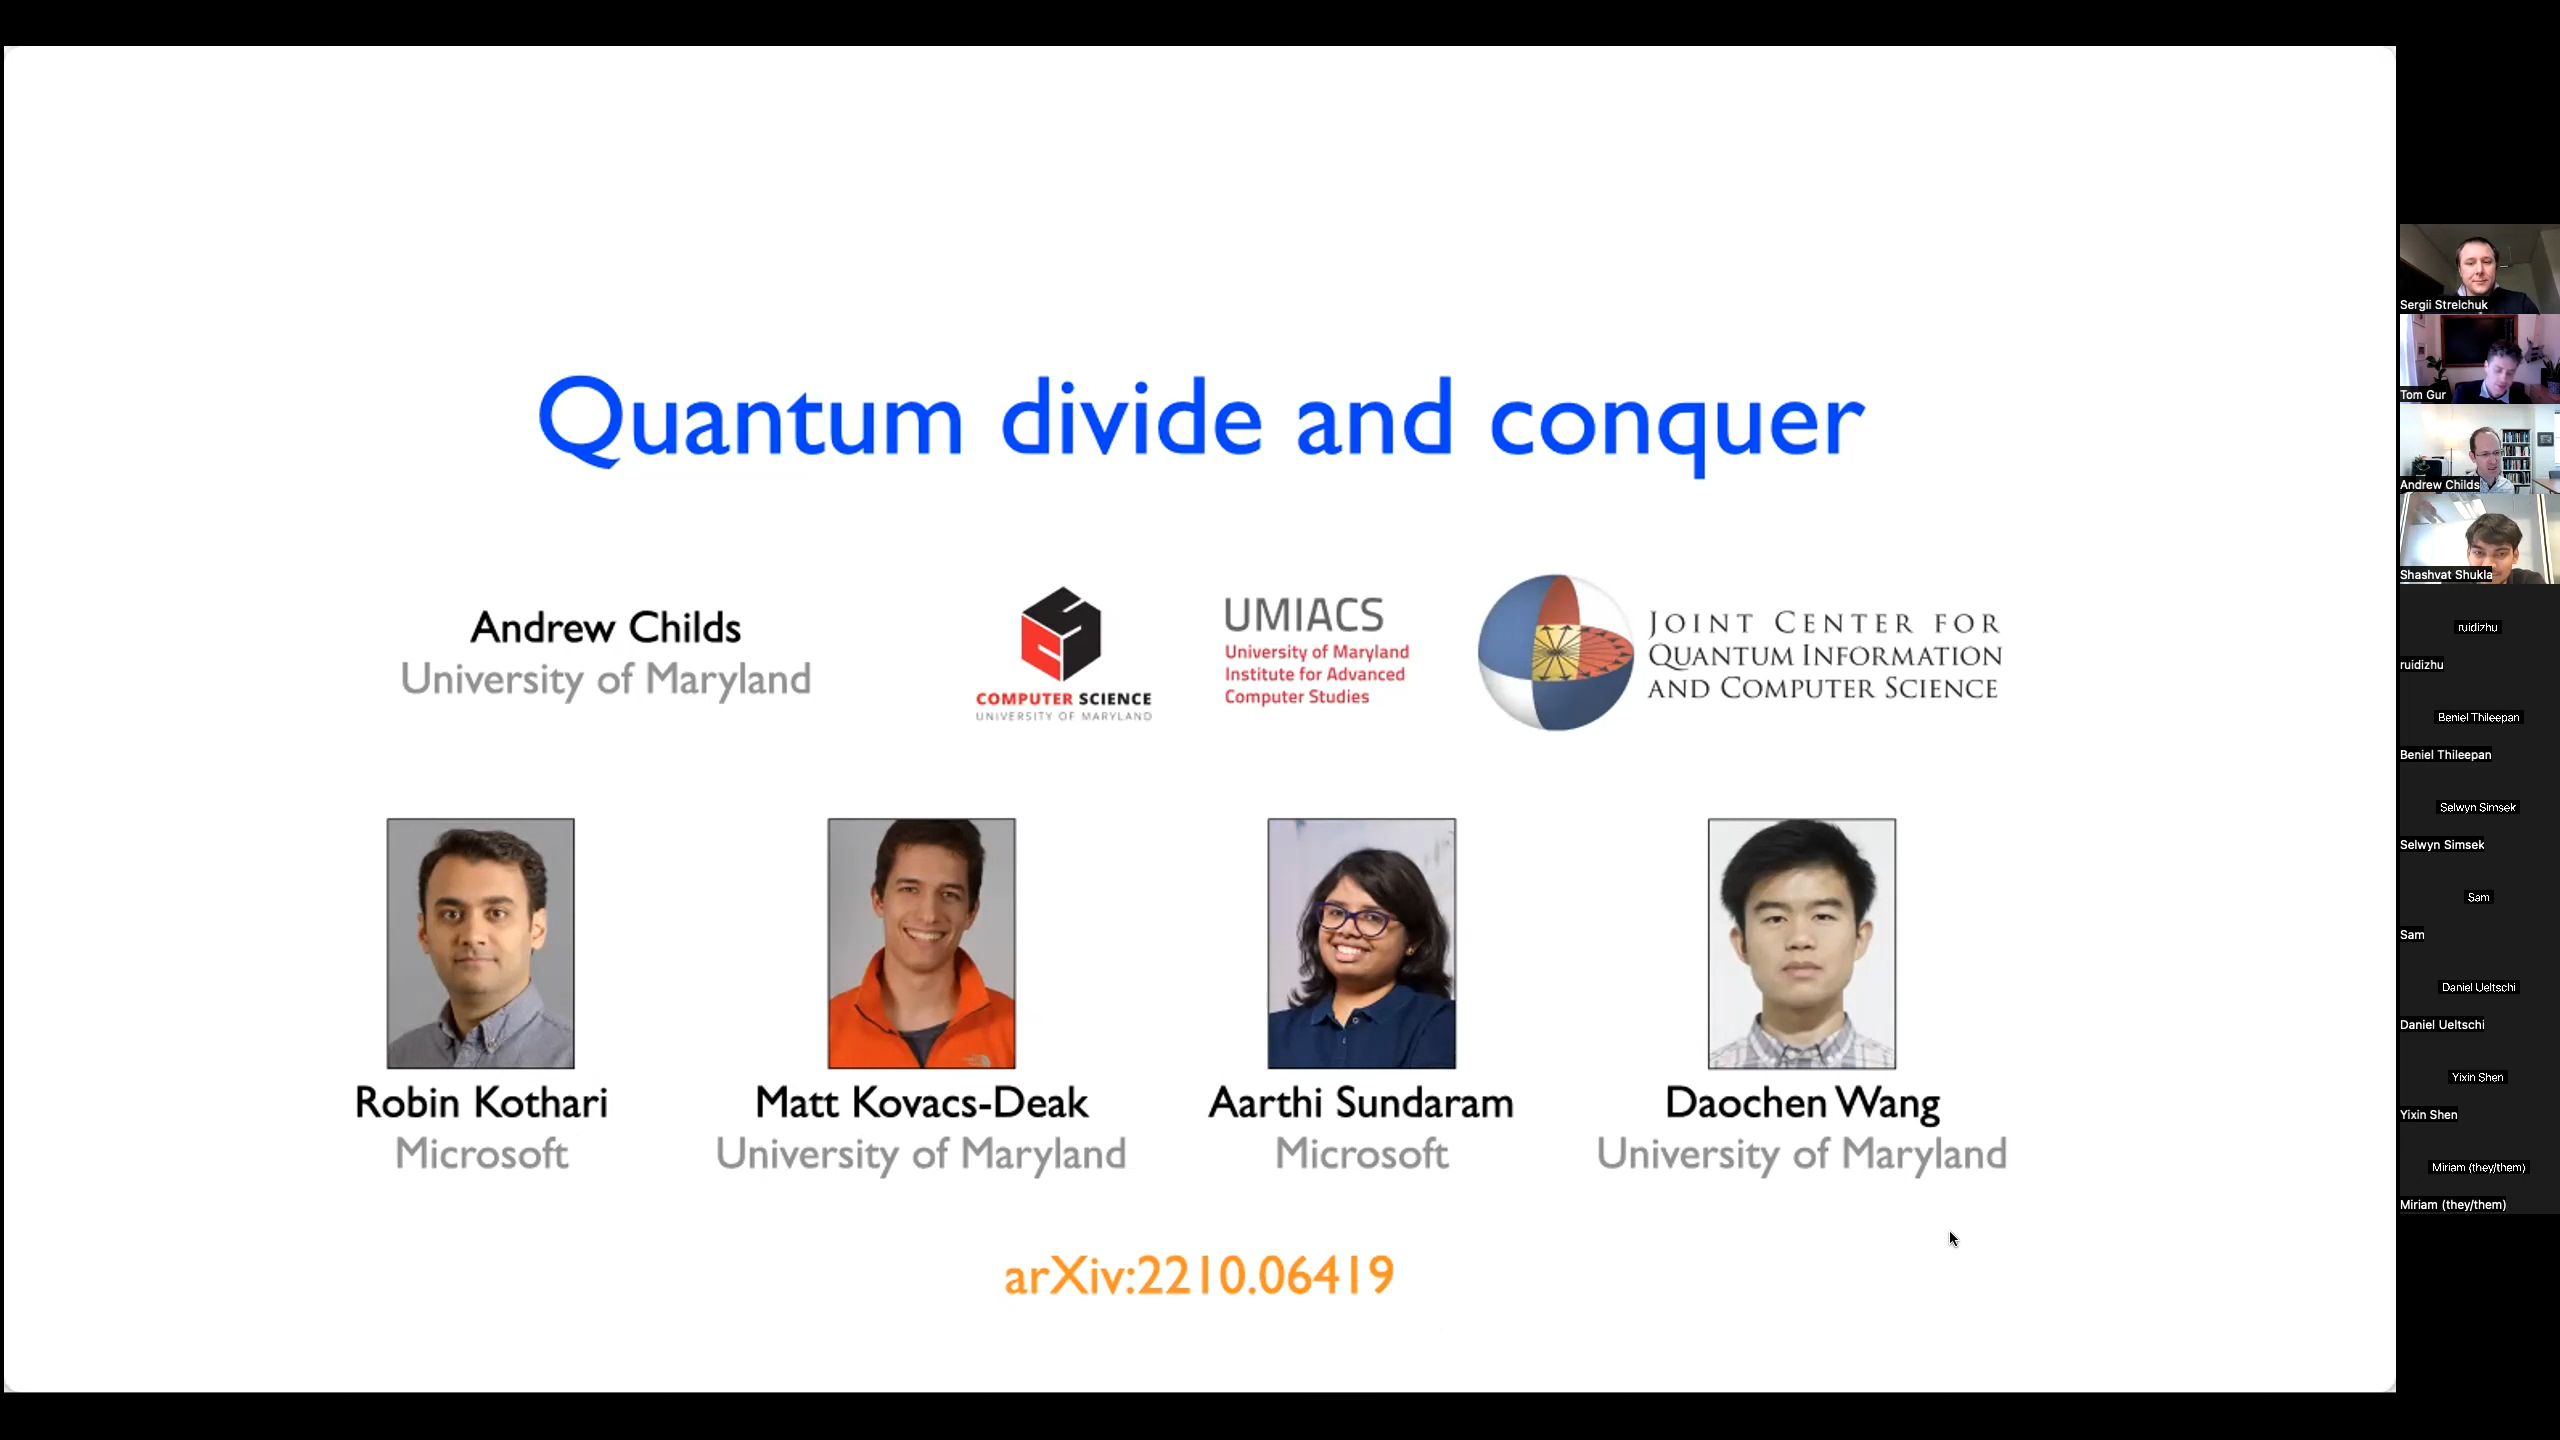 Quantum divide and conquer
Andrew Childs
University of Maryland
COMPUTER SCIENCE
UNIVERSITY OF MARYLAND
UMIACS
University of Maryland
Institute for Advanced
Computer Studies
JOINT CENTER FOR
QUANTUM INFORMATION
AND COMPUTER SCIENCE
Robin Kothari
Microsoft
Matt Kovacs-Deak
University of Maryland
Aarthi Sundaram
Microsoft
Daochen Wang
University of Maryland
arXiv:2210.06419
Sergii Strelchuk
Tom Gur
Andrew Childs
Shashvat Shukla
ruidizhu
ruidizhu
Beniel Thileepan
Beniel Thileepan
Selwyn Simsek
Selwyn Simsek
Sam
Sam
Daniel Ueltschi
Daniel Ueltschi
Yixin Shen
Yixin Shen
Miriam (they/them)
Miriam (they/them)